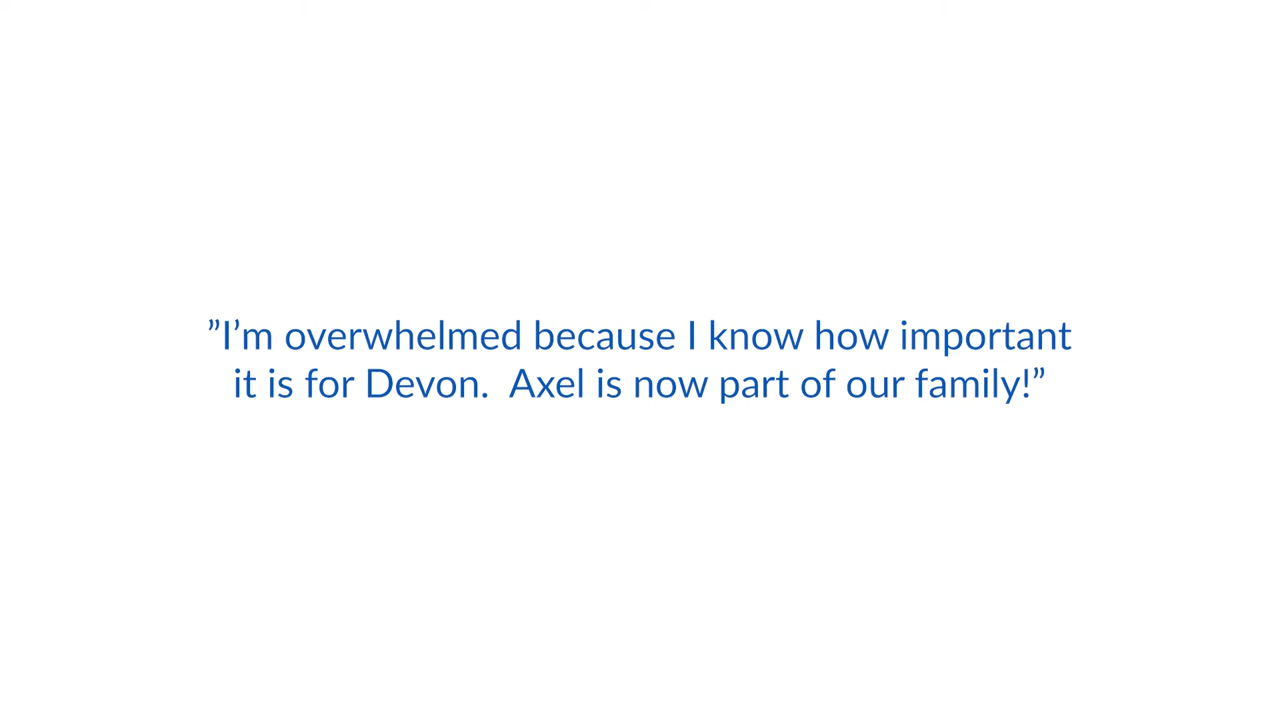 ”I’m overwhelmed because I know how important
it is for Devon.  Axel is now part of our family!”